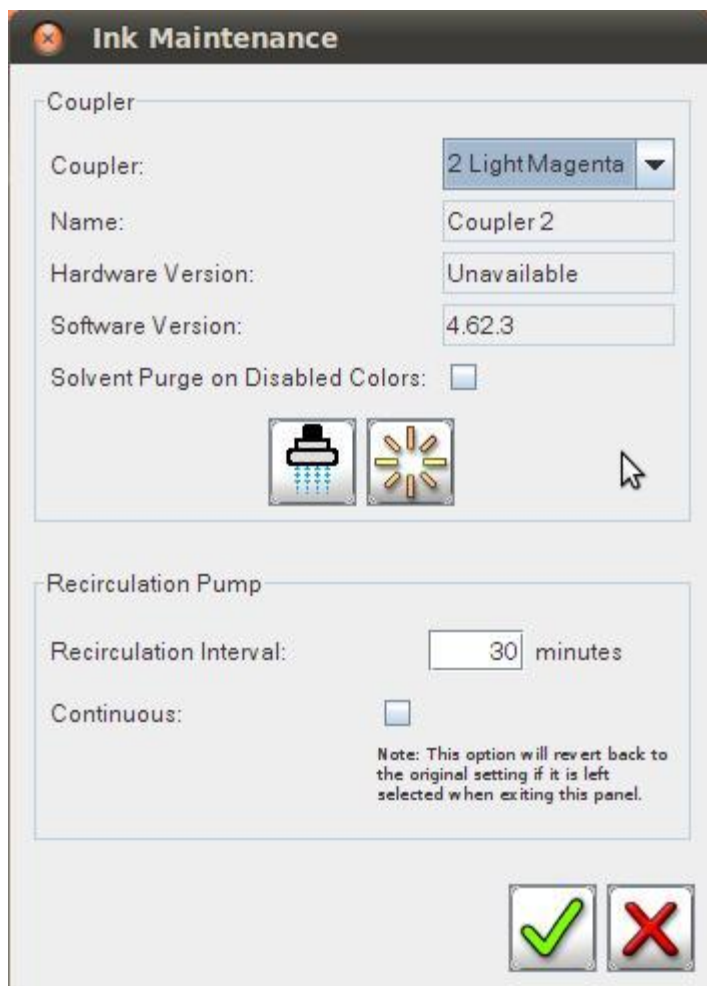 Ink Maintenance
Coupler
Coupler: 2 Light Magenta
Name: Coupler 2
Hardware Version: Unavailable
Software Version: 4.62.3
Solvent Purge on Disabled Colors:
Recirculation Pump
Recirculation Interval: 30 minutes
Continuous:
Note: This option will revert back to
the original setting if it is left
selected when exiting this panel.